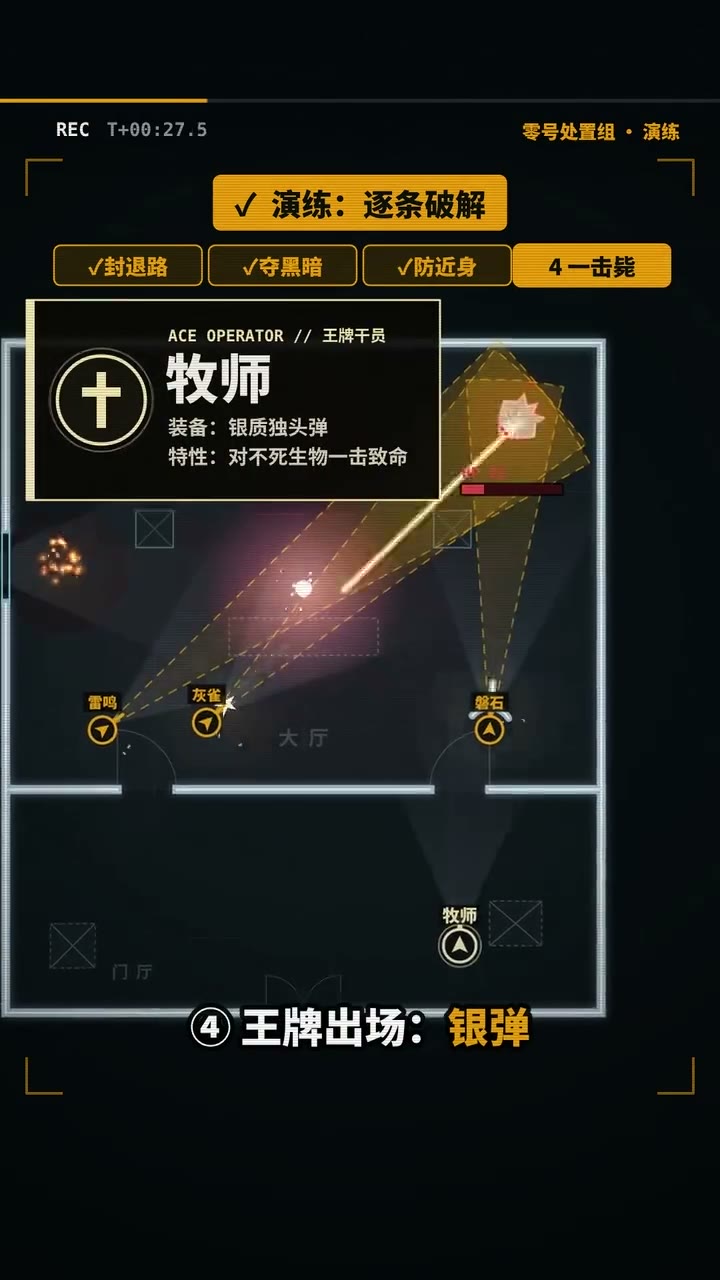 REC T+00:27.5
零号处置组 · 演练
✓ 演练：逐条破解
✓封退路
✓夺黑暗
✓防近身
4 一击毙
ACE OPERATOR // 王牌干员
牧师
装备：银质独头弹
特性：对不死生物一击致命
雷鸣
灰雀
磐石
大厅
牧师
门厅
④ 王牌出场：银弹